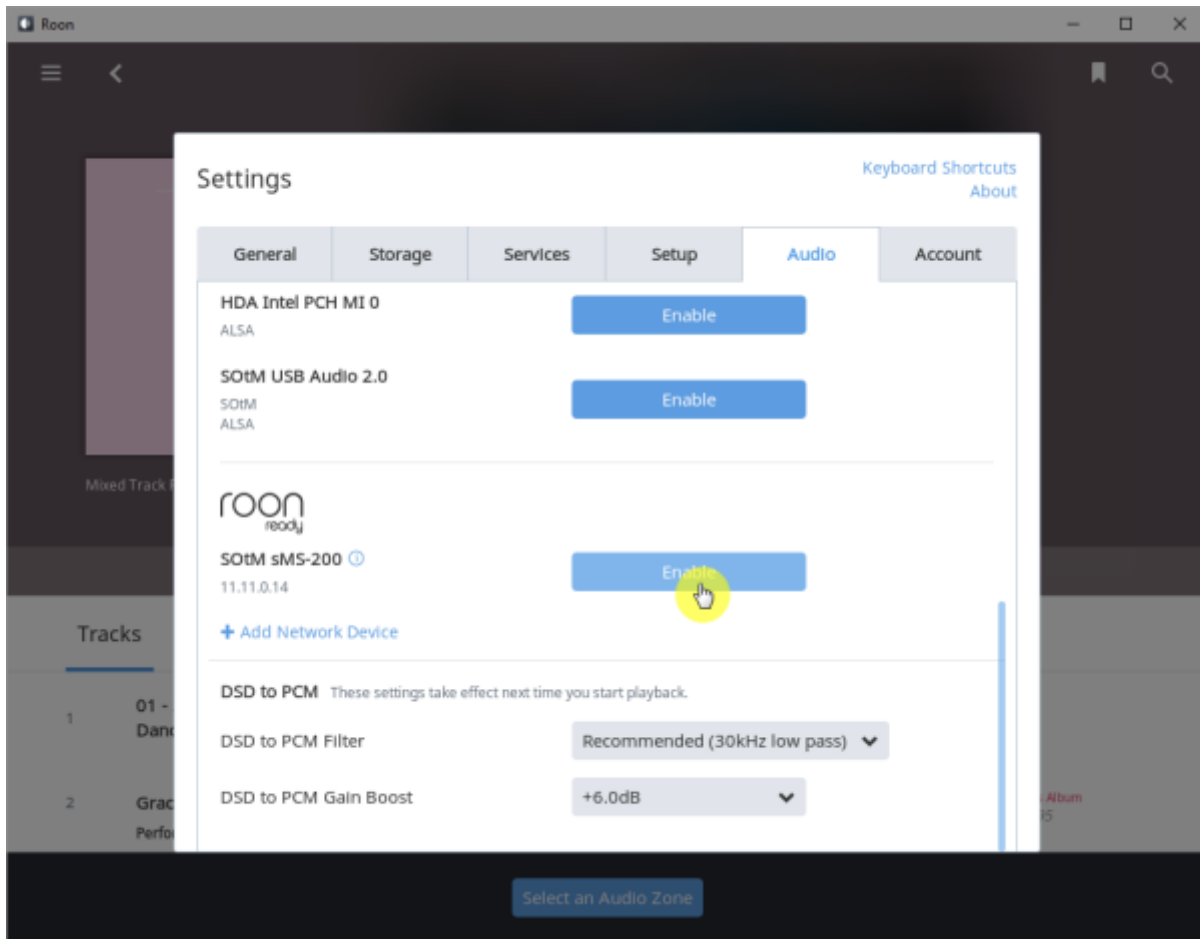 Roon
Settings
Keyboard Shortcuts
About
General
Storage
Services
Setup
Audio
Account
HDA Intel PCH MI 0
ALSA
Enable
SOtM USB Audio 2.0
SOtM
ALSA
Enable
Mixed Track
roon
ready
SOtM sMS-200
11.11.0.14
Enable
+ Add Network Device
Tracks
DSD to PCM These settings take effect next time you start playback.
1
01 -
DSD to PCM Filter
Recommended (30kHz low pass)
DSD to PCM Gain Boost
+6.0dB
2
Album
Select an Audio Zone